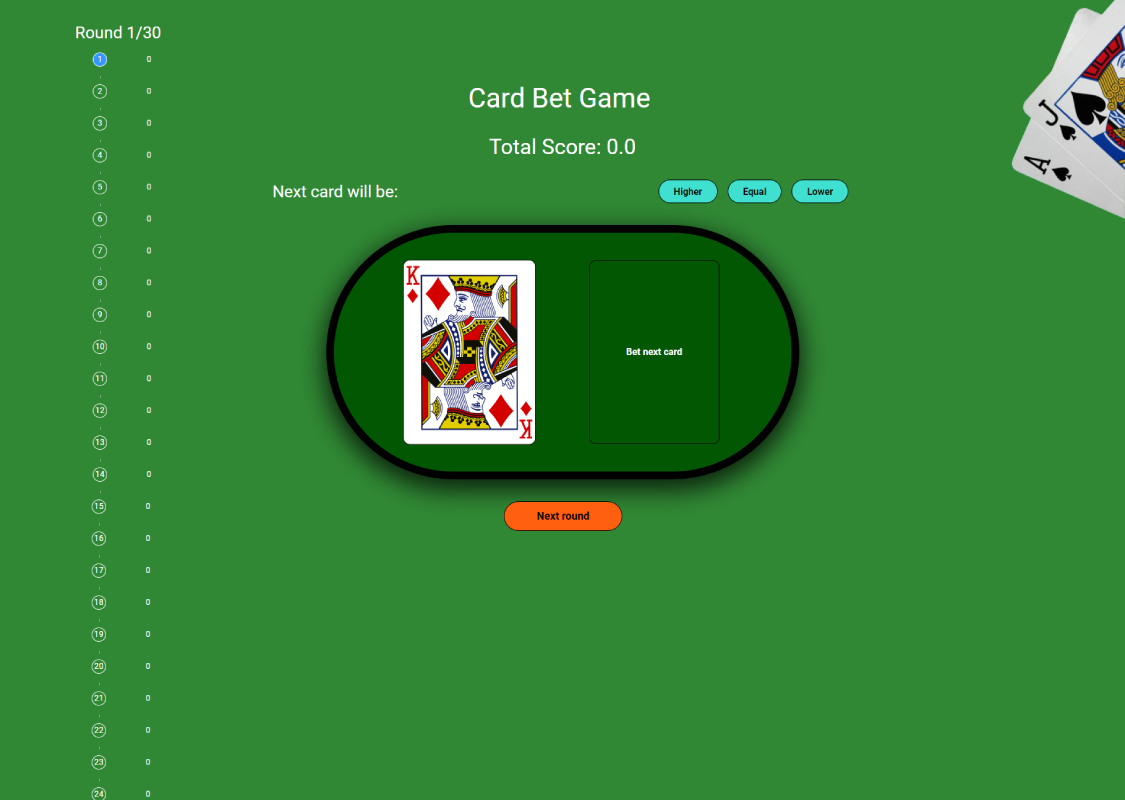 Round 1/30
1 0
2 0
3 0
4 0
5 0
6 0
7 0
8 0
9 0
10 0
11 0
12 0
13 0
14 0
15 0
16 0
17 0
18 0
19 0
20 0
21 0
22 0
23 0
24 0
Card Bet Game
Total Score: 0.0
Next card will be:
Higher Equal Lower
K
Bet next card
K
Next round
J
A